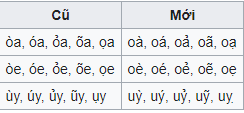 Cũ Mới
òa, óa, ỏa, õa, ọa oà, oá, oả, oã, oạ
òe, óe, ỏe, õe, ọe oè, oé, oẻ, oẽ, oẹ
ùy, úy, ủy, ũy, ụy uỳ, uý, uỷ, uỹ, uỵ